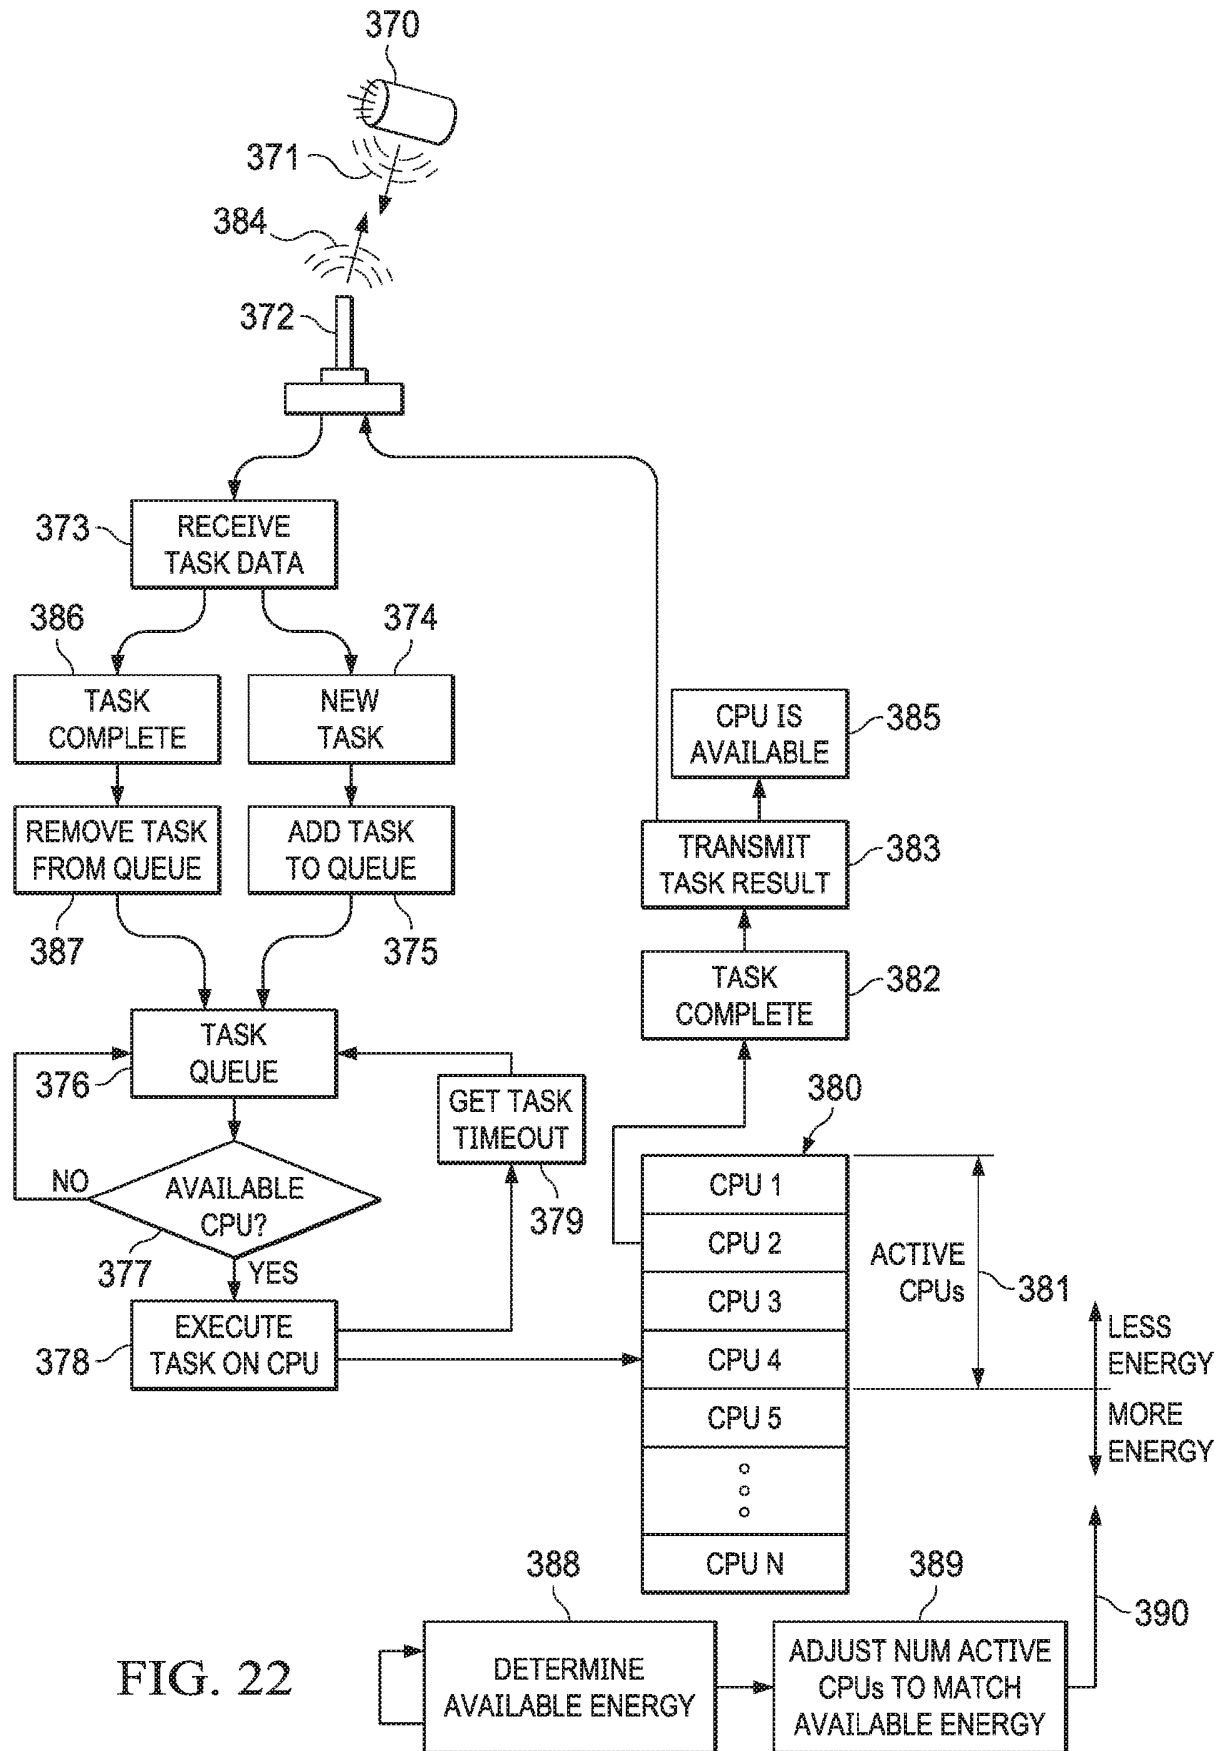 370
371
384
372
373
RECEIVE
TASK DATA
386
374
TASK
COMPLETE
NEW
TASK
CPU IS
AVAILABLE
385
REMOVE TASK
FROM QUEUE
ADD TASK
TO QUEUE
TRANSMIT
TASK RESULT
383
387
375
TASK
COMPLETE
382
TASK
QUEUE
376
GET TASK
TIMEOUT
379
380
NO
AVAILABLE
CPU?
377
YES
CPU 1
CPU 2
CPU 3
CPU 4
CPU 5
CPU N
ACTIVE
CPUs
381
EXECUTE
TASK ON CPU
378
LESS
ENERGY
MORE
ENERGY
388
389
390
DETERMINE
AVAILABLE ENERGY
ADJUST NUM ACTIVE
CPUs TO MATCH
AVAILABLE ENERGY
FIG. 22